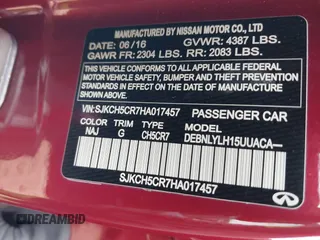 MANUFACTURED BY NISSAN MOTOR CO., LTD
DATE: 06/16 GVWR: 4387 LBS.
GAWR FR: 2304 LBS. RR: 2083 LBS.
THIS VEHICLE CONFORMS TO ALL APPLICABLE
FEDERAL MOTOR VEHICLE SAFETY, BUMPER AND THEFT
PREVENTION STANDARDS IN EFFECT ON THE
DATE OF MANUFACTURE SHOWN ABOVE.
VIN: SJKCH5CR7HA017457 PASSENGER CAR
COLOR TRIM MODEL
NAJ G CH5CR7 DEBNLYLH15UUACA—
SJKCH5CR7HA017457
DREAMBID